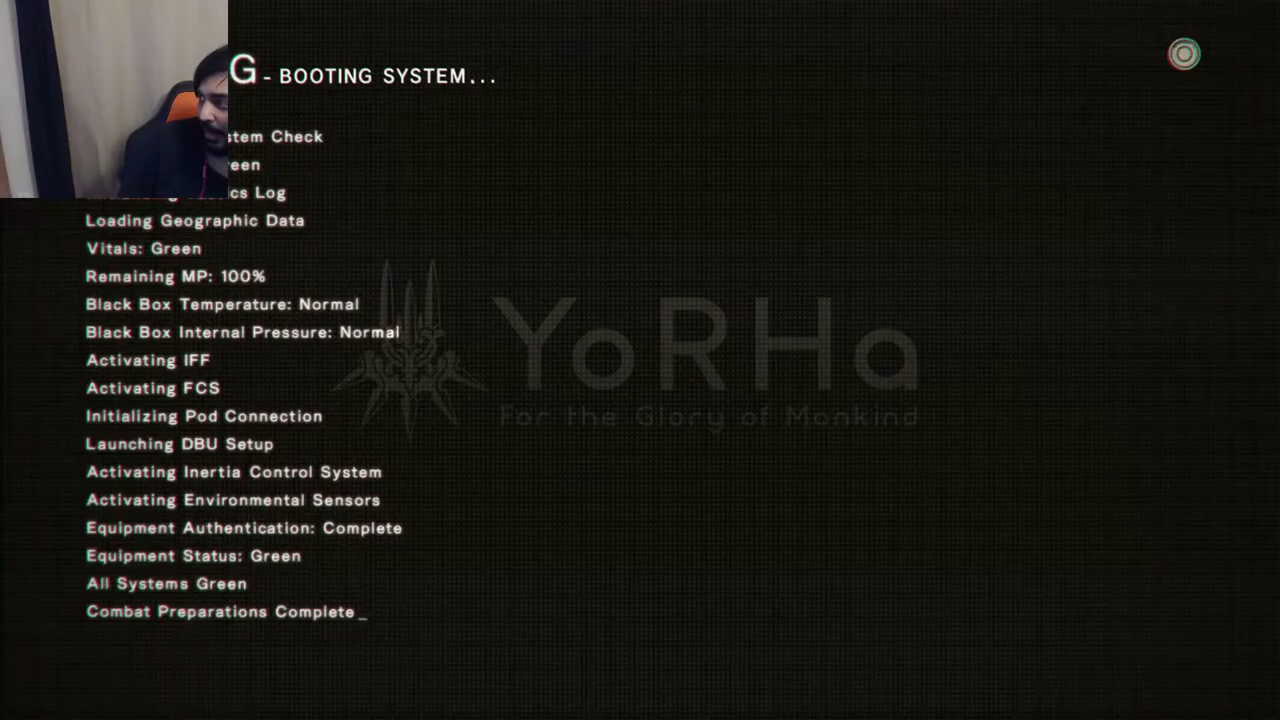 G - BOOTING SYSTEM...
stem Check
een
cs Log
Loading Geographic Data
Vitals: Green
Remaining MP: 100%
Black Box Temperature: Normal
Black Box Internal Pressure: Normal
Activating IFF
Activating FCS
Initializing Pod Connection
Launching DBU Setup
Activating Inertia Control System
Activating Environmental Sensors
Equipment Authentication: Complete
Equipment Status: Green
All Systems Green
Combat Preparations Complete _
YoRHa
For the Glory of Mankind